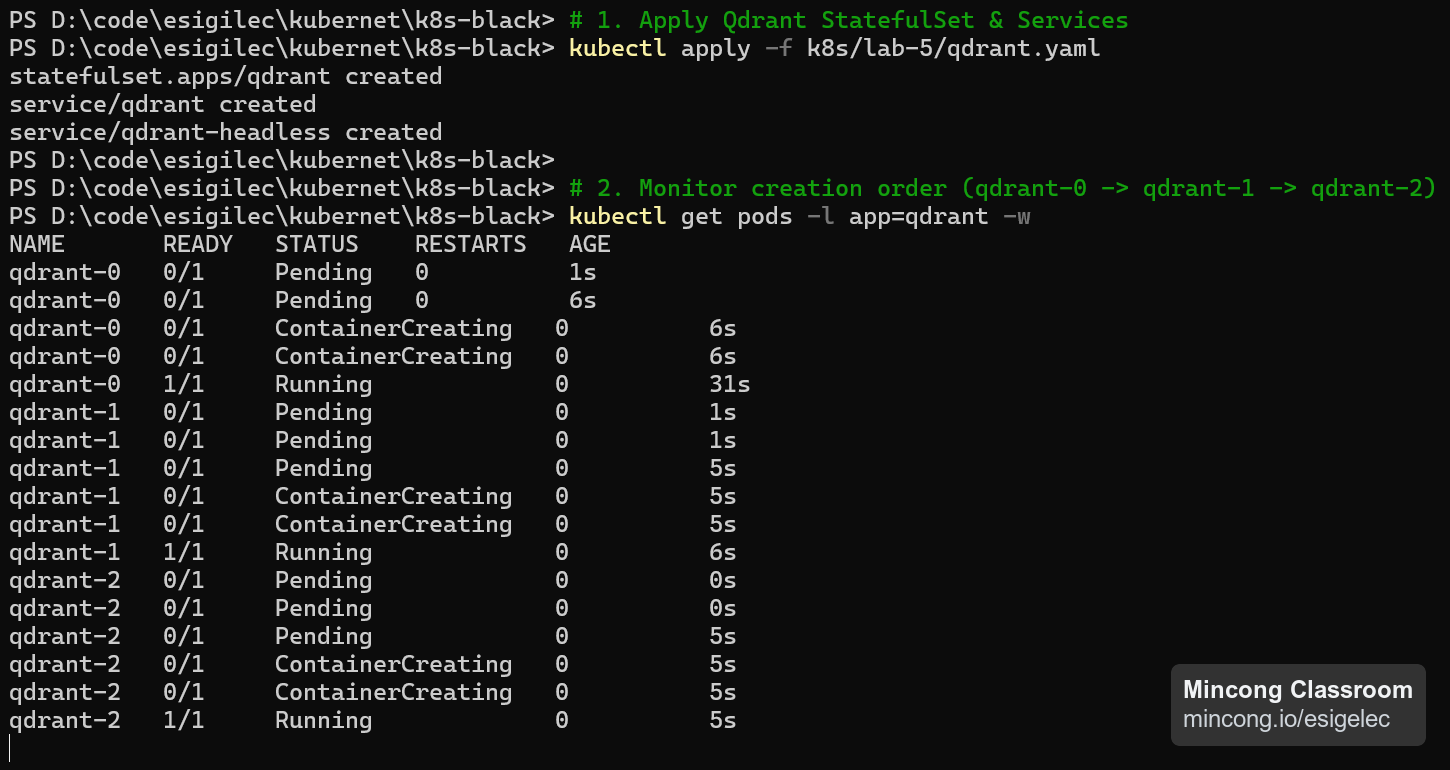 PS D:\code\esigilec\kubernet\k8s-black> # 1. Apply Qdrant StatefulSet & Services
PS D:\code\esigilec\kubernet\k8s-black> kubectl apply -f k8s/lab-5/qdrant.yaml
statefulset.apps/qdrant created
service/qdrant created
service/qdrant-headless created
PS D:\code\esigilec\kubernet\k8s-black>
PS D:\code\esigilec\kubernet\k8s-black> # 2. Monitor creation order (qdrant-0 -> qdrant-1 -> qdrant-2)
PS D:\code\esigilec\kubernet\k8s-black> kubectl get pods -l app=qdrant -w
NAME       READY   STATUS    RESTARTS   AGE
qdrant-0   0/1     Pending   0          1s
qdrant-0   0/1     Pending   0          6s
qdrant-0   0/1     ContainerCreating   0          6s
qdrant-0   0/1     ContainerCreating   0          6s
qdrant-0   1/1     Running             0          31s
qdrant-1   0/1     Pending             0          1s
qdrant-1   0/1     Pending             0          1s
qdrant-1   0/1     Pending             0          5s
qdrant-1   0/1     ContainerCreating   0          5s
qdrant-1   0/1     ContainerCreating   0          5s
qdrant-1   1/1     Running             0          6s
qdrant-2   0/1     Pending             0          0s
qdrant-2   0/1     Pending             0          0s
qdrant-2   0/1     Pending             0          5s
qdrant-2   0/1     ContainerCreating   0          5s
qdrant-2   0/1     ContainerCreating   0          5s
qdrant-2   1/1     Running             0          5s
Mincong Classroom
mincong.io/esigelec